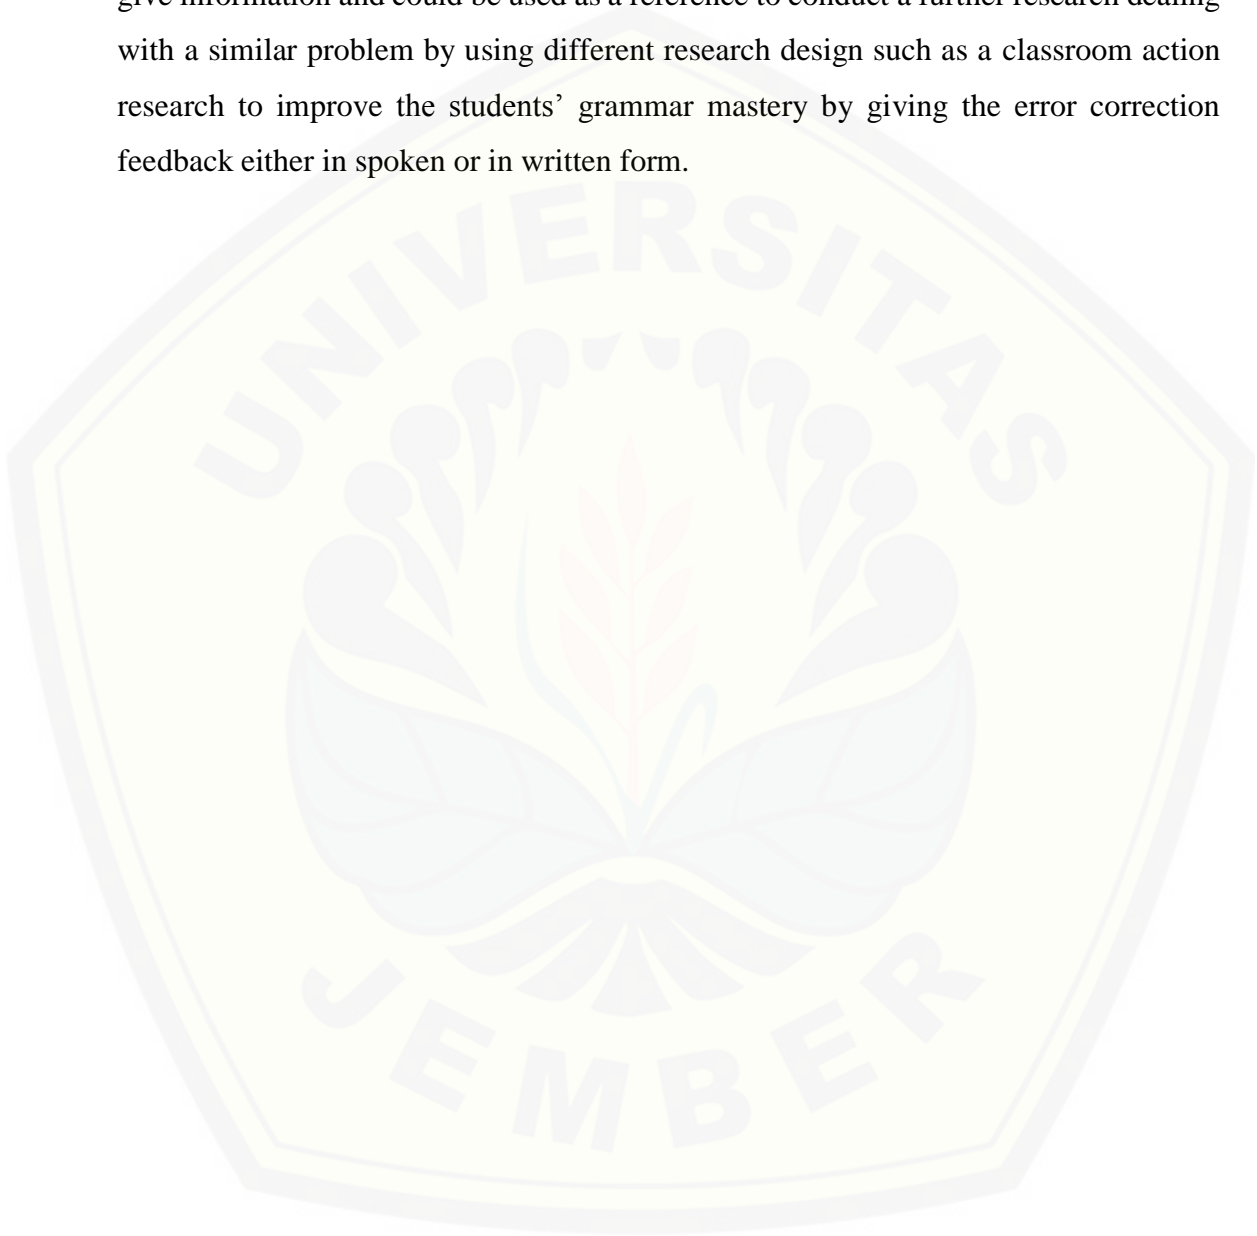 give information and could be used as a reference to conduct a further research dealing
with a similar problem by using different research design such as a classroom action
research to improve the students’ grammar mastery by giving the error correction
feedback either in spoken or in written form.
UNIVERSITAS
JEMBER